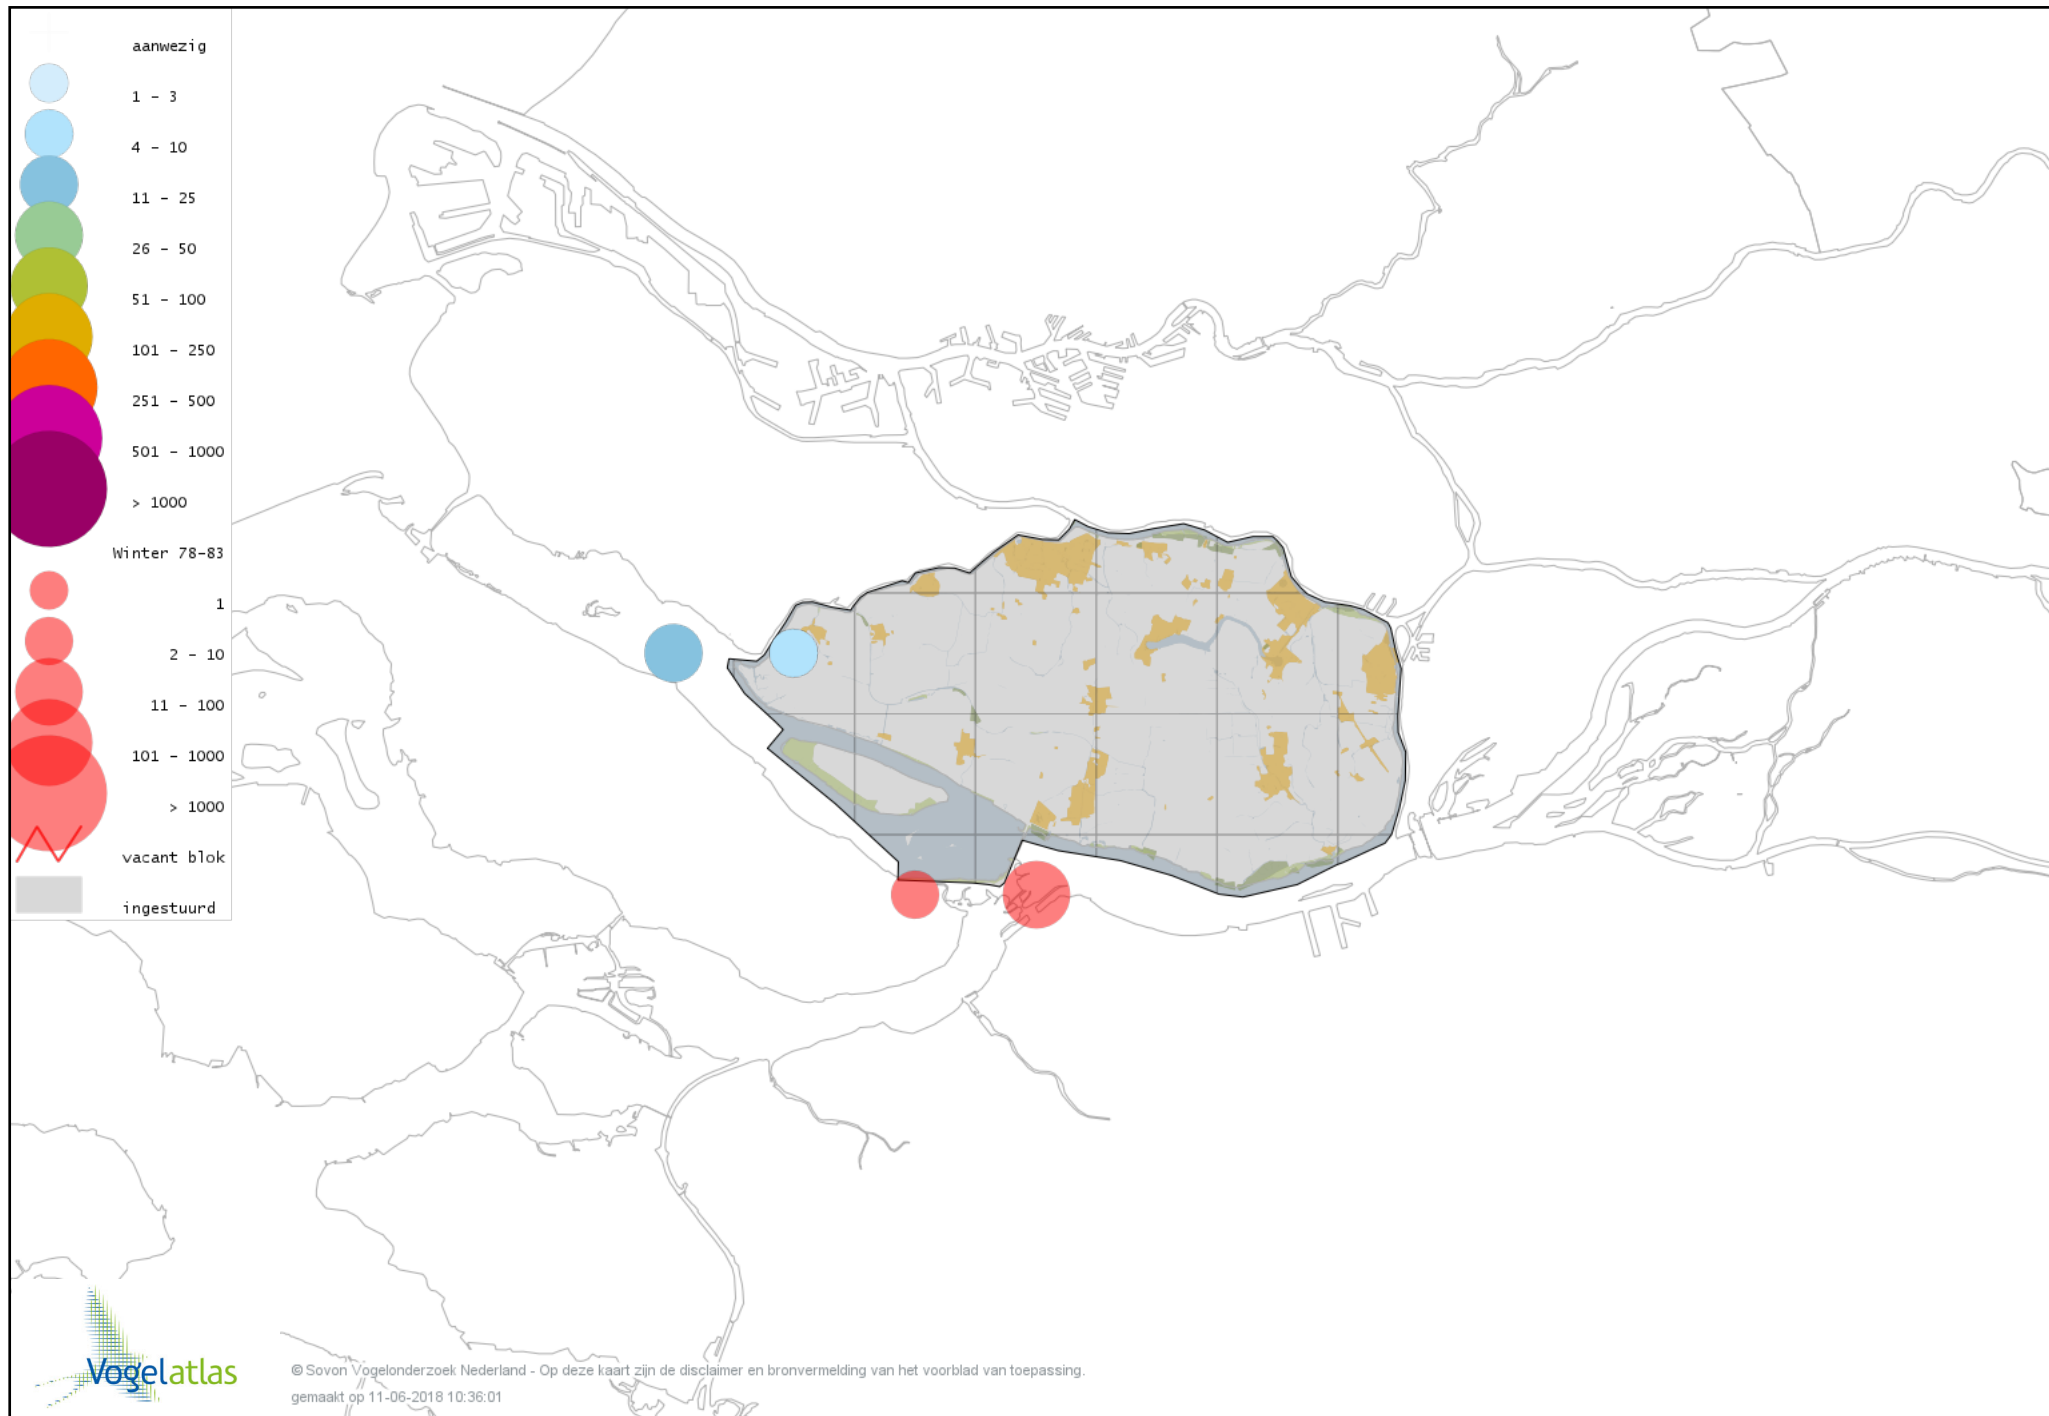 aanwezig
1 - 3
4 - 10
11 - 25
26 - 50
51 - 100
101 - 250
251 - 500
501 - 1000
> 1000
Winter 78-83
1
2 - 10
11 - 100
101 - 1000
> 1000
vacant blok
ingestuurd
Vogelatlas
© Sovon Vogelonderzoek Nederland - Op deze kaart zijn de disclaimer en bronvermelding van het voorblad van toepassing.
gemaakt op 11-06-2018 10:36:01